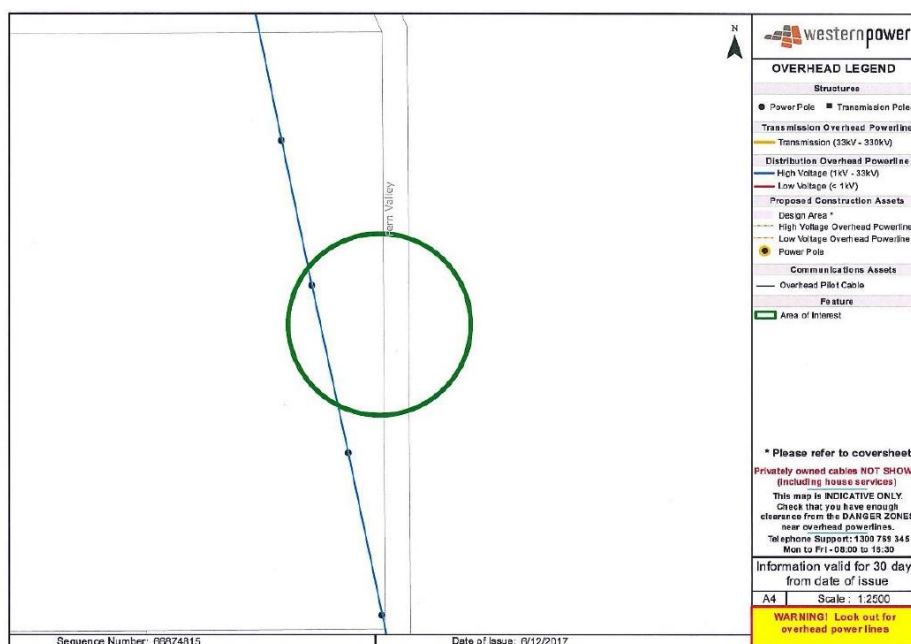 N
Fern Valley
Sequence Number: 66874815
Date of Issue: 6/12/2017
westernpower
OVERHEAD LEGEND
Structures
Power Pole
Transmission Pole
Transmission Overhead Powerline
Transmission (33kV - 330kV)
Distribution Overhead Powerline
High Voltage (1kV - 33kV)
Low Voltage (< 1kV)
Proposed Construction Assets
Design Area *
High Voltage Overhead Powerline
Low Voltage Overhead Powerline
Power Pole
Communications Assets
Overhead Pilot Cable
Feature
Area of Interest
* Please refer to coversheet
Privately owned cables NOT SHOW
(including house services)
This map is INDICATIVE ONLY.
Check that you have enough
clearance from the DANGER ZONES
near overhead powerlines.
Telephone Support: 1300 769 345
Mon to Fri - 08:00 to 16:30
Information valid for 30 day
from date of issue
A4
Scale : 1:2500
WARNING! Look out for
overhead power lines